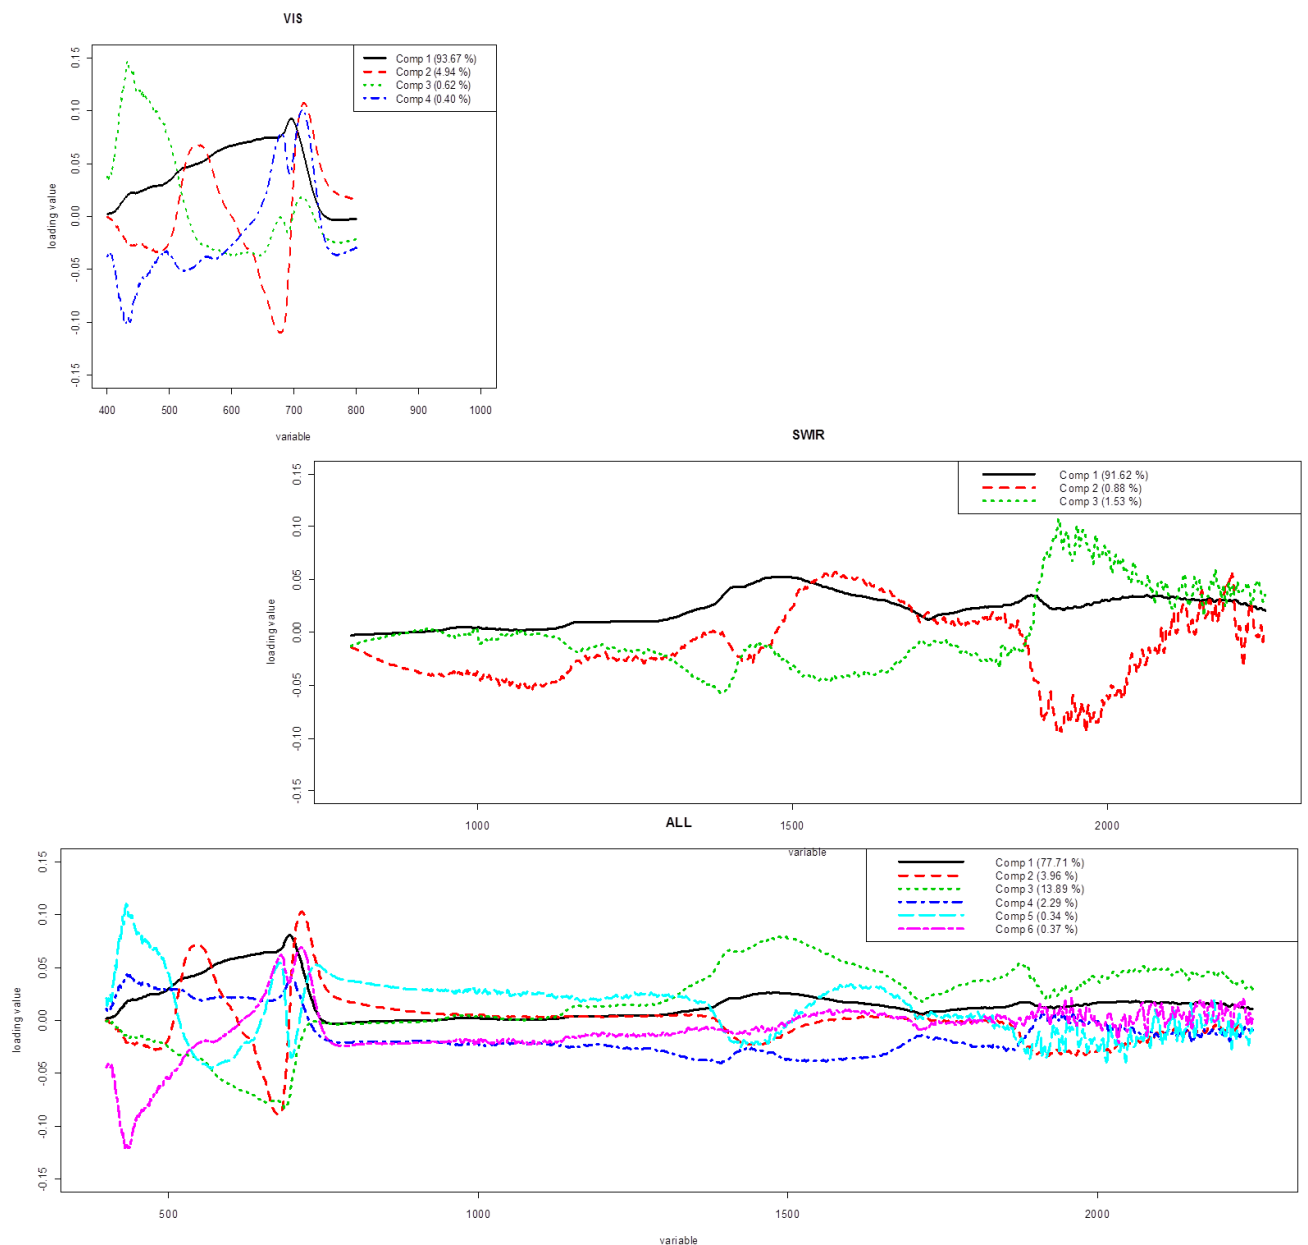 VIS
Comp 1 (93.67 %)
Comp 2 (4.94 %)
Comp 3 (0.62 %)
Comp 4 (0.40 %)
0.15
0.10
0.05
0.00
-0.05
-0.10
-0.15
loading value
400 500 600 700 800 900 1000
variable
SWIR
Comp 1 (91.62 %)
Comp 2 (0.88 %)
Comp 3 (1.53 %)
0.15
0.10
0.05
0.00
-0.05
-0.10
-0.15
loading value
1000 1500 2000
variable
ALL
Comp 1 (77.71 %)
Comp 2 (3.96 %)
Comp 3 (13.89 %)
Comp 4 (2.29 %)
Comp 5 (0.34 %)
Comp 6 (0.37 %)
0.15
0.10
0.05
0.00
-0.05
-0.10
-0.15
loading value
500 1000 1500 2000
variable